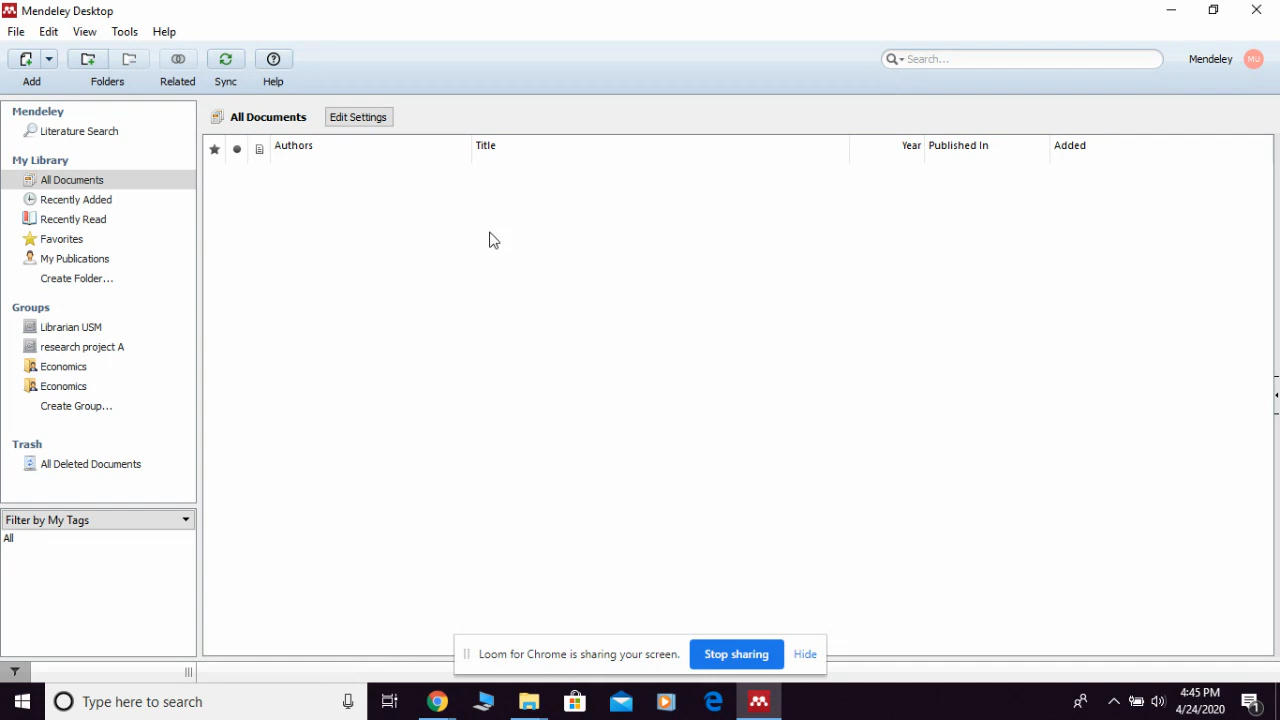 Mendeley Desktop
File Edit View Tools Help
Add Folders Related Sync Help
Search...
Mendeley MU
Mendeley
Literature Search
My Library
All Documents
Recently Added
Recently Read
Favorites
My Publications
Create Folder...
Groups
Librarian USM
research project A
Economics
Economics
Create Group...
Trash
All Deleted Documents
Filter by My Tags
All
All Documents Edit Settings
Authors Title Year Published In Added
Loom for Chrome is sharing your screen. Stop sharing Hide
Type here to search
4:45 PM
4/24/2020
1